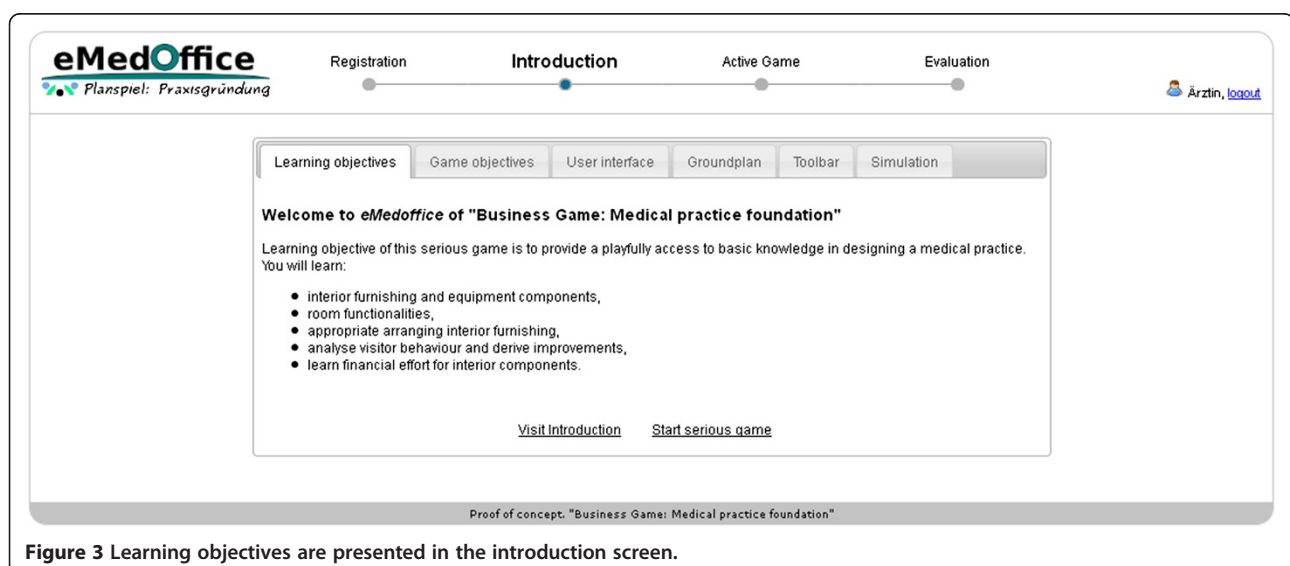 eMedOffice
Planspiel: Praxisgründung
Registration
Introduction
Active Game
Evaluation
Ärztin, logout
Learning objectives
Game objectives
User interface
Groundplan
Toolbar
Simulation
Welcome to eMedoffice of "Business Game: Medical practice foundation"
Learning objective of this serious game is to provide a playfully access to basic knowledge in designing a medical practice.
You will learn:
• interior furnishing and equipment components,
• room functionalities,
• appropriate arranging interior furnishing,
• analyse visitor behaviour and derive improvements,
• learn financial effort for interior components.
Visit Introduction
Start serious game
Proof of concept. "Business Game: Medical practice foundation"
Figure 3 Learning objectives are presented in the introduction screen.